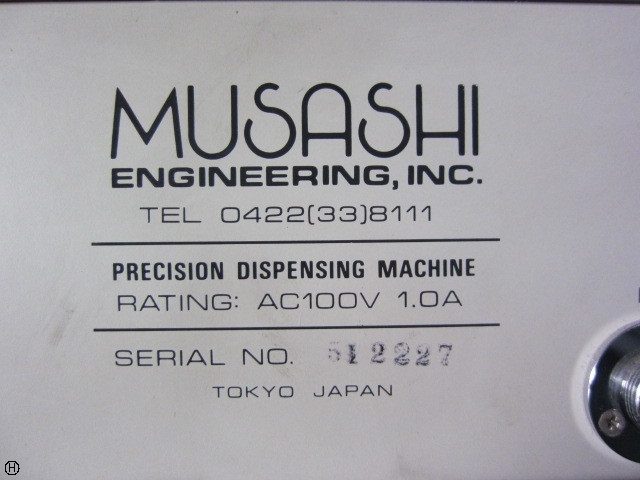 MUSASHI
ENGINEERING, INC.
TEL 0422(33)8111
PRECISION DISPENSING MACHINE
RATING: AC100V 1.0A
SERIAL NO. 512227
TOKYO JAPAN
H